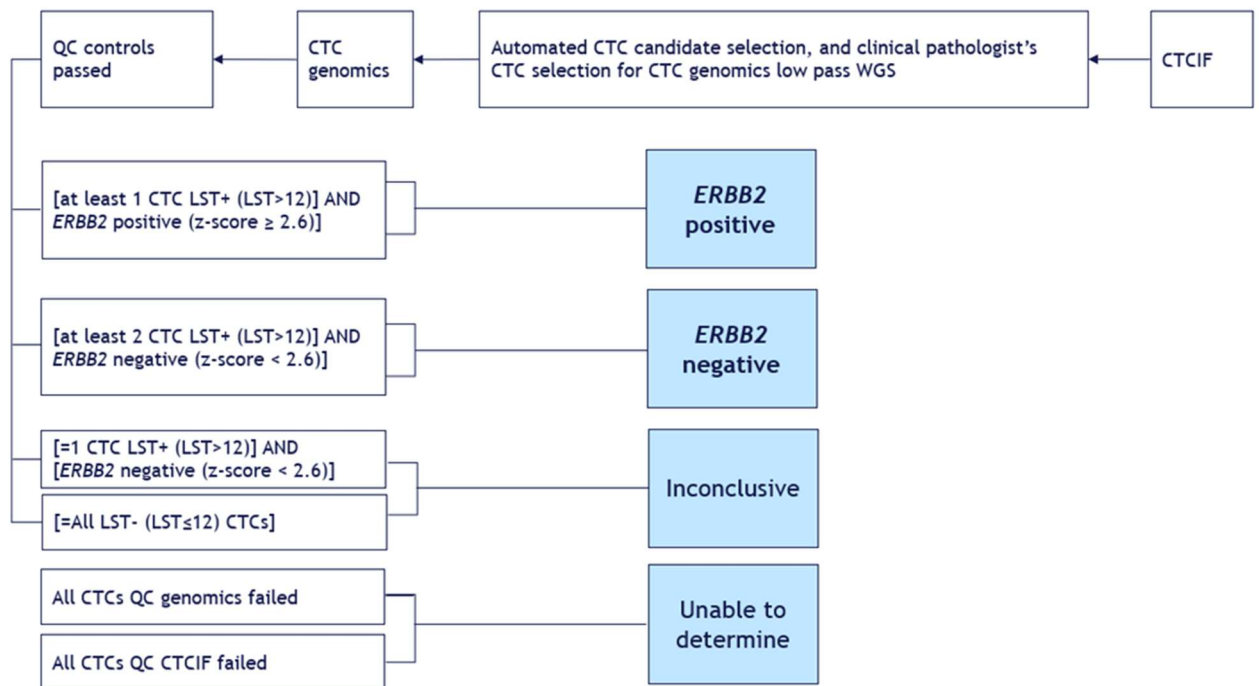 QC controls
passed
CTC
genomics
Automated CTC candidate selection, and clinical pathologist's
CTC selection for CTC genomics low pass WGS
CTCIF
[at least 1 CTC LST+ (LST>12)] AND
ERBB2 positive (z-score ≥ 2.6)]
ERBB2
positive
[at least 2 CTC LST+ (LST>12)] AND
ERBB2 negative (z-score < 2.6)]
ERBB2
negative
[=1 CTC LST+ (LST>12)] AND
[ERBB2 negative (z-score < 2.6)]
[=All LST- (LST≤12) CTCs]
Inconclusive
All CTCs QC genomics failed
All CTCs QC CTCIF failed
Unable to
determine